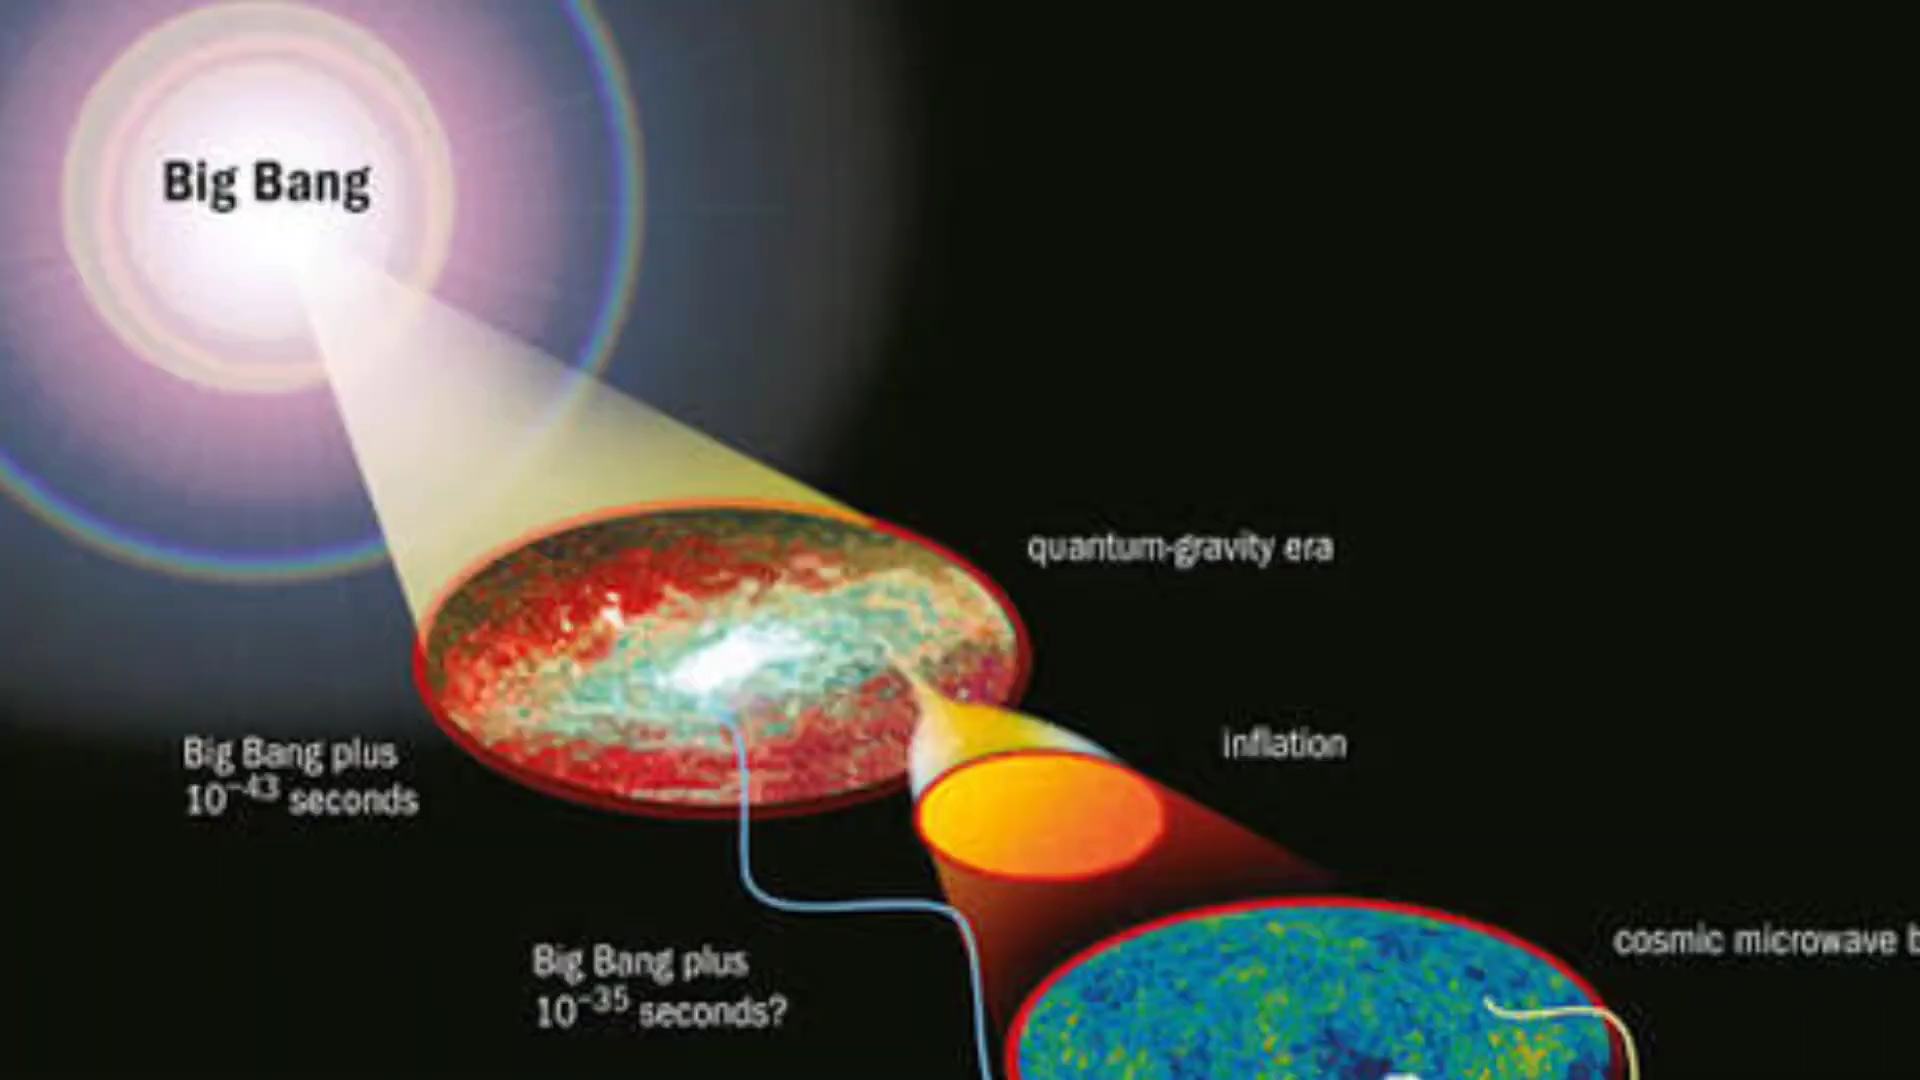 Big Bang
quantum-gravity era
inflation
Big Bang plus
10⁻⁴³ seconds
Big Bang plus
10⁻³⁵ seconds?
cosmic microwave b